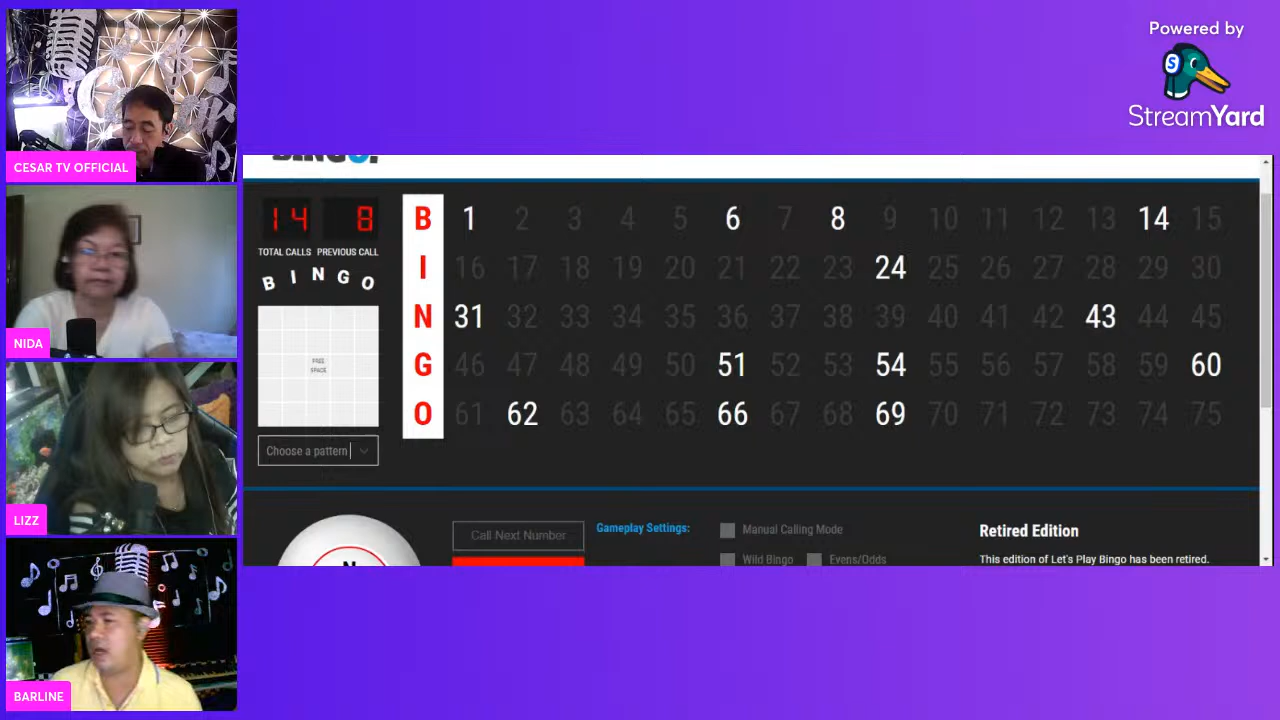 Powered by
StreamYard
CESAR TV OFFICIAL
NIDA
LIZZ
BARLINE
BINGO!
14 8
TOTAL CALLS PREVIOUS CALL
BINGO
FREE
SPACE
Choose a pattern
B 1 2 3 4 5 6 7 8 9 10 11 12 13 14 15
I 16 17 18 19 20 21 22 23 24 25 26 27 28 29 30
N 31 32 33 34 35 36 37 38 39 40 41 42 43 44 45
G 46 47 48 49 50 51 52 53 54 55 56 57 58 59 60
O 61 62 63 64 65 66 67 68 69 70 71 72 73 74 75
N
Call Next Number
Gameplay Settings:
Manual Calling Mode
Wild Bingo Evens/Odds
Retired Edition
This edition of Let's Play Bingo has been retired.